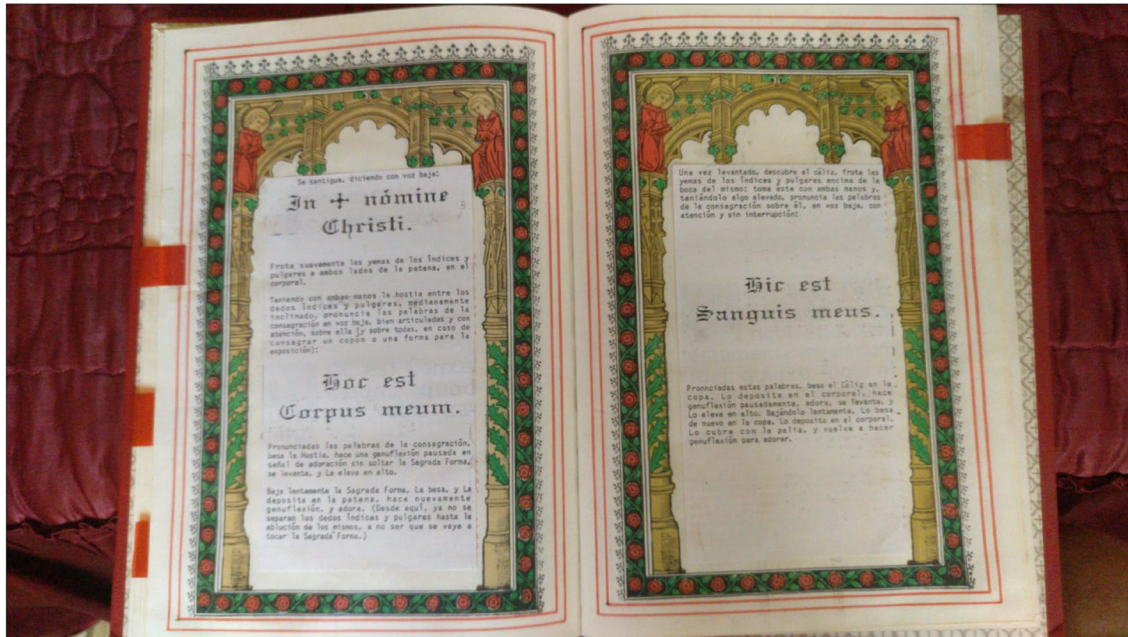 Se santigua, diciendo con voz baja:
In ✢ nómine
Christi.
Frota suavemente las yemas de los índices y
pulgares a ambos lados de la patena, en el
corporal.
Teniendo con ambas manos la hostia entre los
dedos índices y pulgares, medianamente
inclinado, pronuncia las palabras de la
consagración en voz baja, bien articuladas y con
atención, sobre ella (y sobre todas, en caso de
consagrar un copón o una forma para la
exposición):
Hoc est
Corpus meum.
Pronunciadas las palabras de la consagración,
besa la Hostia, hace una genuflexión pausada en
señal de adoración sin soltar la Sagrada Forma,
se levanta, y La eleva en alto.
Baja lentamente la Sagrada Forma, La besa, y La
deposita en la patena, hace nuevamente
genuflexión, y adora. (Desde aquí, ya no se
separan los dedos índices y pulgares hasta la
ablución de los mismos, a no ser que se vaya a
tocar la Sagrada Forma.)
Una vez levantado, descubre el cáliz, frota las
yemas de los índices y pulgares encima de la
boca del mismo; toma este con ambas manos y,
teniéndolo algo elevado, pronuncia las palabras
de la consagración sobre él, en voz baja, con
atención y sin interrupción:
Hic est
Sanguis meus.
Pronnciadas estas palabras, besa el Cáliz en la
copa, Lo deposita en el corporal, hace
genuflexión pausadamente, adora, se levanta, y
Lo eleva en alto. Bajándolo lentamente, Lo besa
de nuevo en la copa, Lo deposita en el corporal,
Lo cubre con la palia, y vuelve a hacer
genuflexión para adorar.